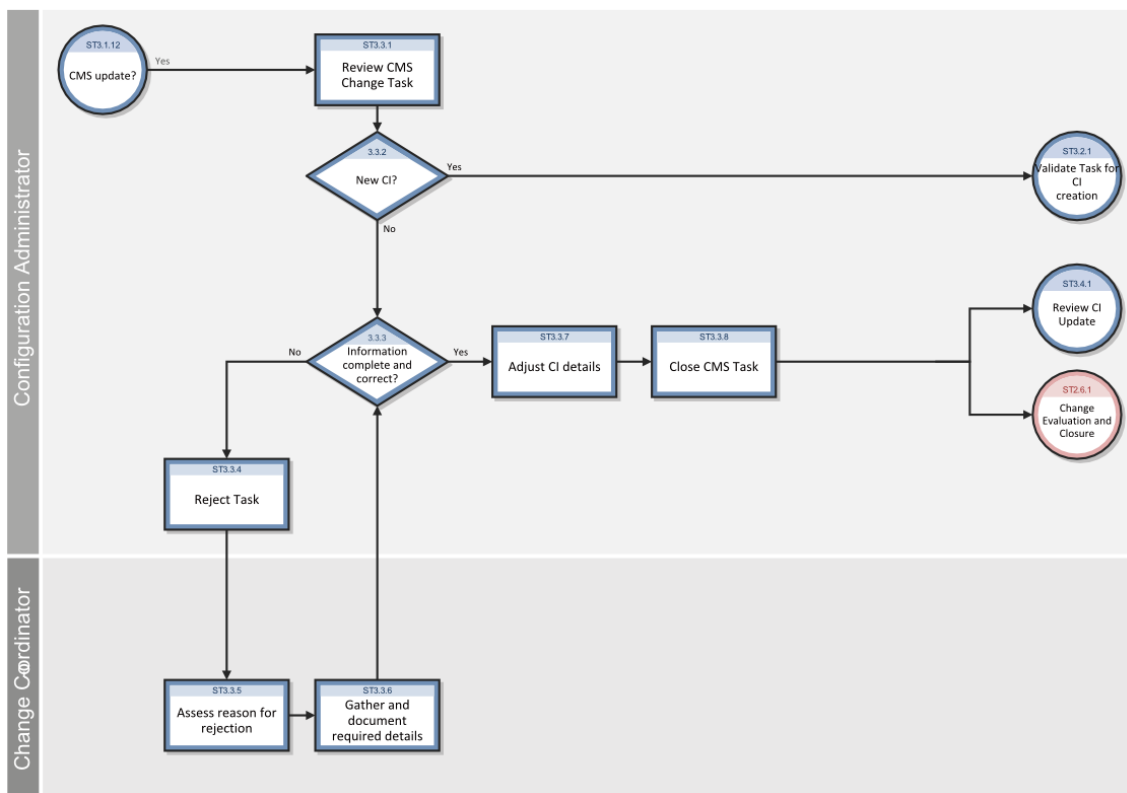 Configuration Administrator
ST3.1.12
CMS update?
Yes
ST3.3.1
Review CMS
Change Task
3.3.2
New CI?
Yes
No
ST3.2.1
Validate Task for
CI
creation
3.3.3
Information
complete and
correct?
No
Yes
ST3.3.7
Adjust CI details
ST3.3.8
Close CMS Task
ST3.4.1
Review CI
Update
ST2.6.1
Change
Evaluation and
Closure
ST3.3.4
Reject Task
Change Coordinator
ST3.3.5
Assess reason for
rejection
ST3.3.6
Gather and
document
required details